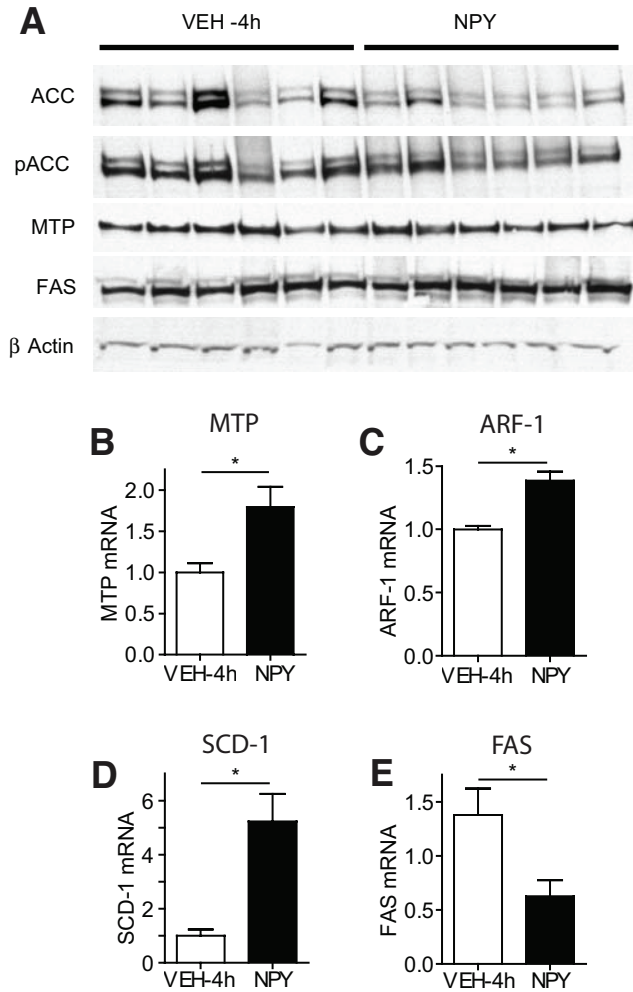 A
VEH -4h NPY
ACC
pACC
MTP
FAS
β Actin
B MTP
C ARF-1
*
*
MTP mRNA
2.0
1.5
1.0
0.5
0.0
VEH-4h NPY
ARF-1 mRNA
1.5
1.0
0.5
0.0
VEH-4h NPY
D SCD-1
E FAS
*
*
SCD-1 mRNA
6
4
2
0
VEH-4h NPY
FAS mRNA
1.5
1.0
0.5
0.0
VEH-4h NPY